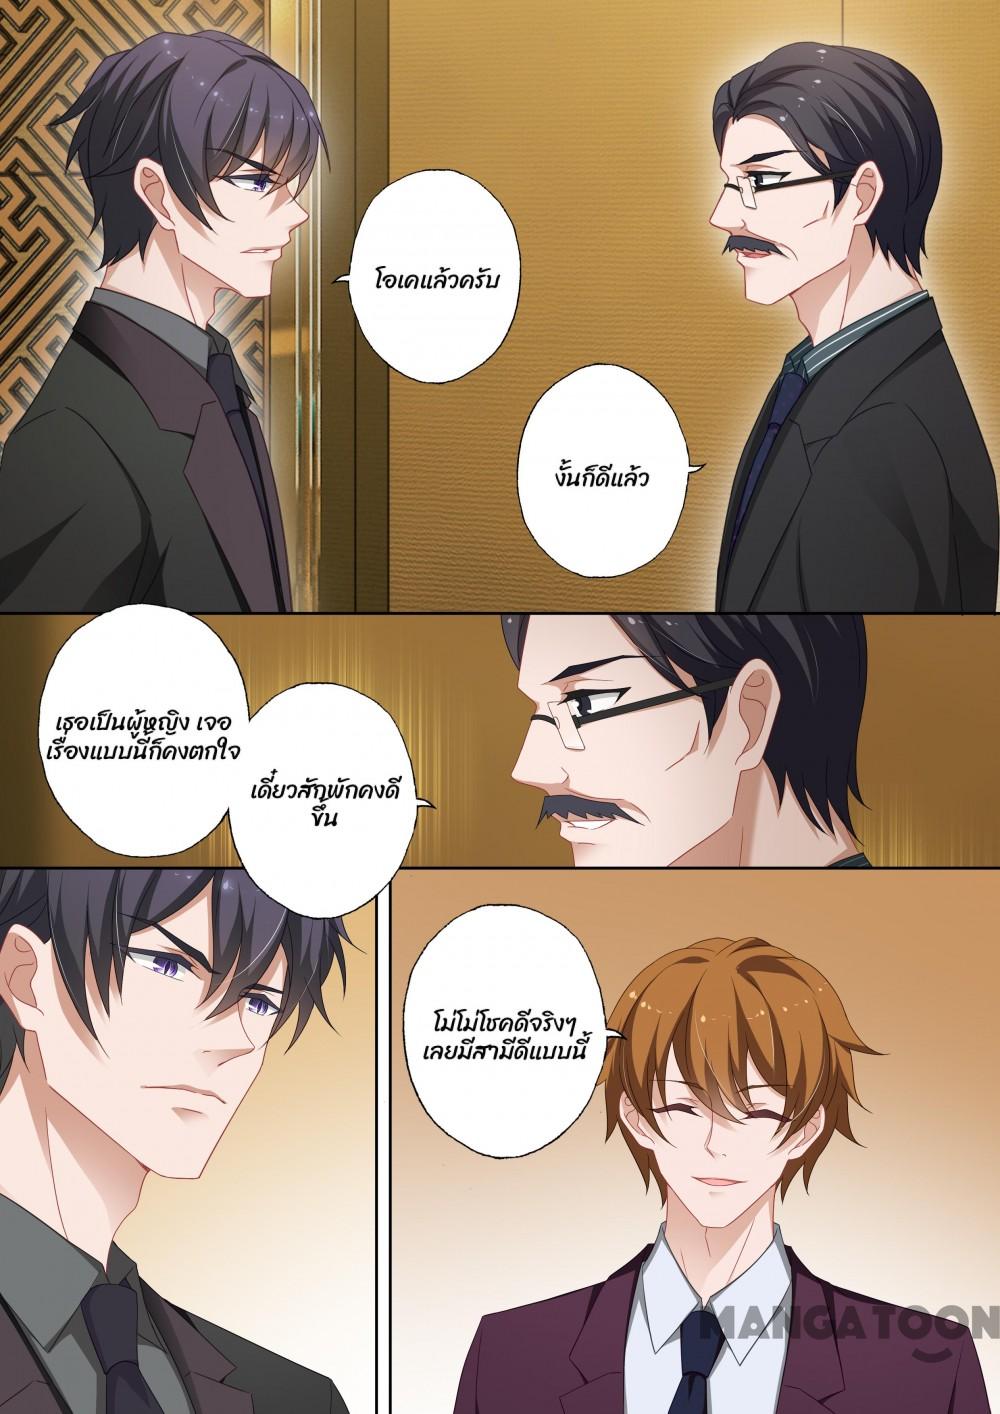 โอเคแล้วครับ
งั้นก็ดีแล้ว
เธอเป็นผู้หญิง เจอ
เรื่องแบบนี้ก็คงตกใจ
เดี๋ยวสักพักคงดี
ขึ้น
โม่โม่โชคดีจริงๆ
เลยมีสามีดีแบบนี้
MANGATOON